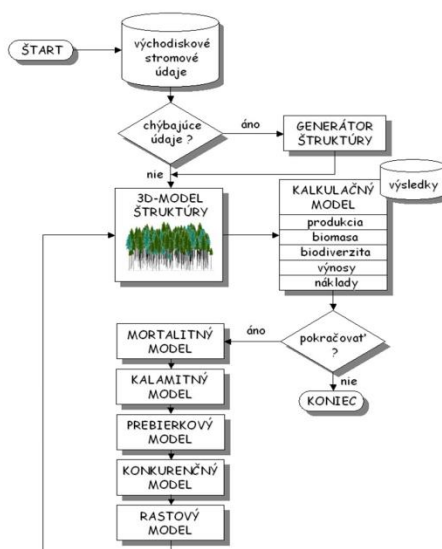 ŠTART
východiskové
stromové
údaje
chýbajúce
údaje ?
áno
GENERÁTOR
ŠTRUKTÚRY
nie
3D-MODEL
ŠTRUKTÚRY
KALKULAČNÝ
MODEL
výsledky
produkcia
biomasa
biodiverzita
výnosy
náklady
pokračovať
?
áno
nie
KONIEC
MORTALITNÝ
MODEL
KALAMITNÝ
MODEL
PREBIERKOVÝ
MODEL
KONKURENČNÝ
MODEL
RASTOVÝ
MODEL